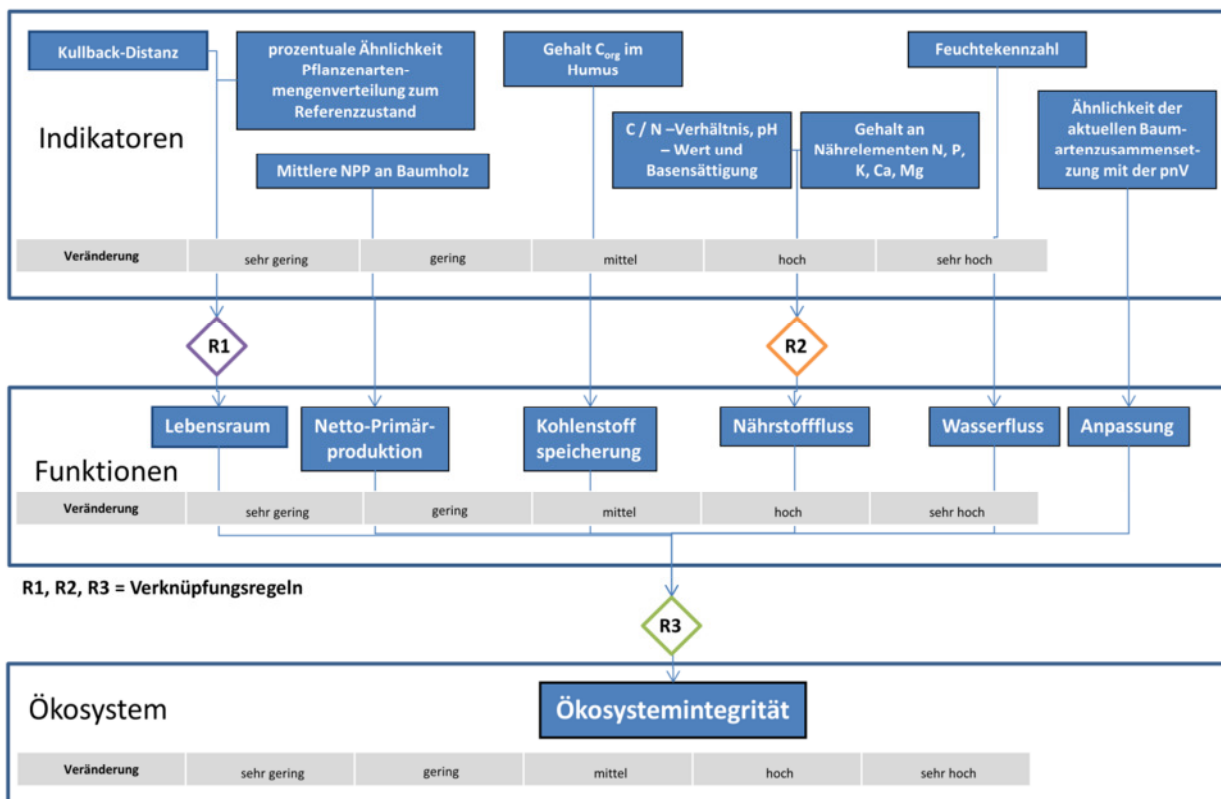 Kullback-Distanz
prozentuale Ähnlichkeit
Pflanzenarten-
mengenverteilung zum
Referenzzustand
Gehalt Corg im
Humus
Feuchtekennzahl
Indikatoren
Mittlere NPP an Baumholz
C / N –Verhältnis, pH
– Wert und
Basensättigung
Gehalt an
Nährelementen N, P,
K, Ca, Mg
Ähnlichkeit der
aktuellen Baum-
artenzusammenset-
zung mit der pnV
Veränderung sehr gering gering mittel hoch sehr hoch
R1
R2
Funktionen
Lebensraum
Netto-Primär-
produktion
Kohlenstoff
speicherung
Nährstofffluss
Wasserfluss
Anpassung
Veränderung sehr gering gering mittel hoch sehr hoch
R1, R2, R3 = Verknüpfungsregeln
R3
Ökosystem
Ökosystemintegrität
Veränderung sehr gering gering mittel hoch sehr hoch